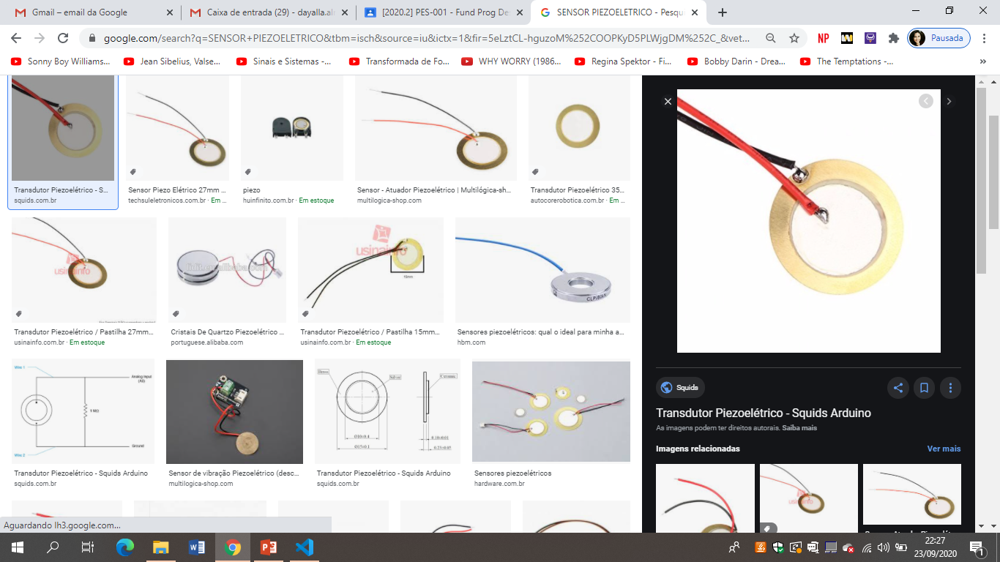 Gmail – email da Google
Caixa de entrada (29) - dayalla.alr
[2020.2] PES-001 - Fund Prog De
SENSOR PIEZOELETRICO - Pesqu
google.com/search?q=SENSOR+PIEZOELETRICO&tbm=isch&source=iu&ictx=1&fir=5eLztCL-hguzoM%252COOPKyD5PLWjgDM%252C_&vet...
NP
Pausada
Sonny Boy Williams...
Jean Sibelius, Valse...
Sinais e Sistemas -...
Transformada de Fo...
WHY WORRY (1986...
Regina Spektor - Fi...
Bobby Darin - Drea...
The Temptations -...
»
Transdutor Piezoelétrico - S...
squids.com.br
Sensor Piezo Elétrico 27mm ...
techsuleletronicos.com.br · Em ...
piezo
huinfinito.com.br · Em estoque
Sensor - Atuador Piezoelétrico | Multilógica-sh...
multilogica-shop.com
Transdutor Piezoelétrico 35...
autocorerobotica.com.br · Em ...
usinainfo
usinainfo
15mm
CLP/80kN
Transdutor Piezoelétrico / Pastilha 27mm...
usinainfo.com.br · Em estoque
Cristais De Quartzo Piezoelétrico ...
portuguese.alibaba.com
Transdutor Piezoelétrico / Pastilha 15mm...
usinainfo.com.br · Em estoque
Sensores piezoelétricos: qual o ideal para minha a...
hbm.com
Wire 1
Analog Input
(A0)
1 MΩ
Ground
Wire 2
Brass
Silver
Ceramic
Ø10±0.4
Ø15±0.1
0.10±0.01
0.23±0.05
Transdutor Piezoelétrico - Squids Arduino
squids.com.br
Sensor de vibração Piezoelétrico (desc...
multilogica-shop.com
Transdutor Piezoelétrico - Squids Arduino
squids.com.br
Sensores piezoelétricos
hardware.com.br
Squids
Transdutor Piezoelétrico - Squids Arduino
As imagens podem ter direitos autorais. Saiba mais
Imagens relacionadas
Ver mais
usinainfo
Aguardando lh3.google.com...
22:27
23/09/2020
1